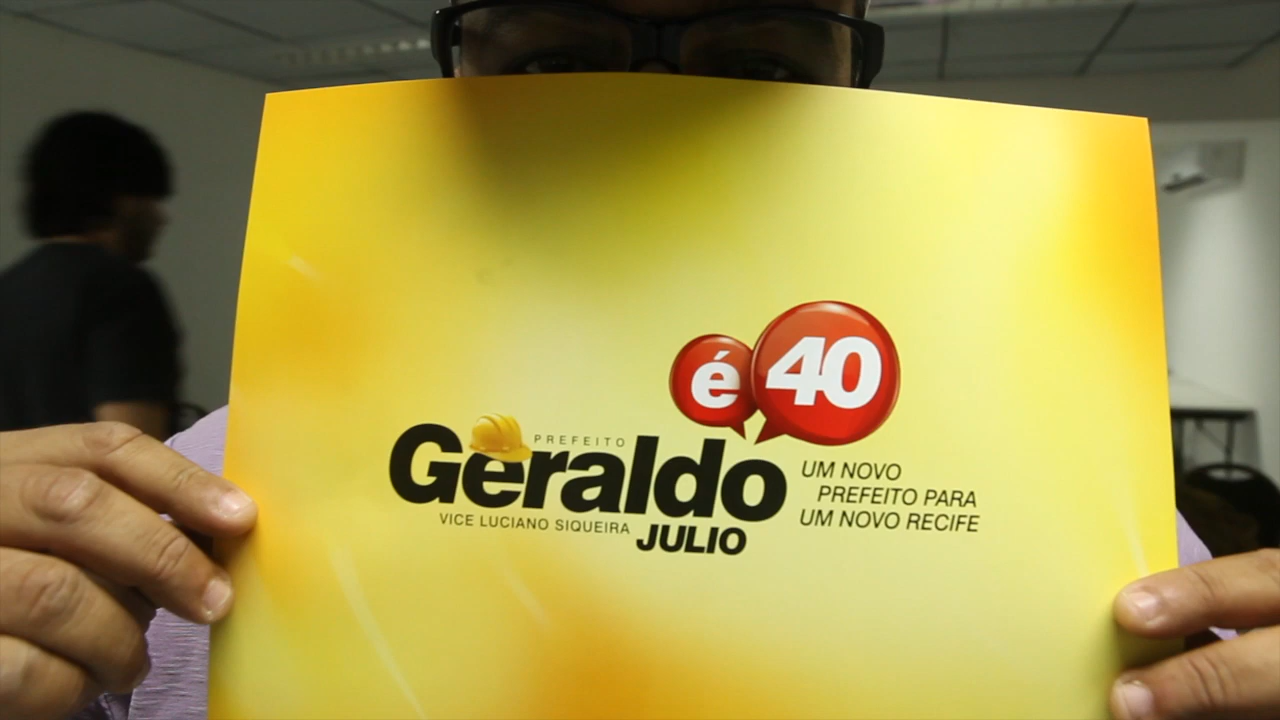 é 40
PREFEITO
Geraldo
JULIO
VICE LUCIANO SIQUEIRA
UM NOVO
PREFEITO PARA
UM NOVO RECIFE